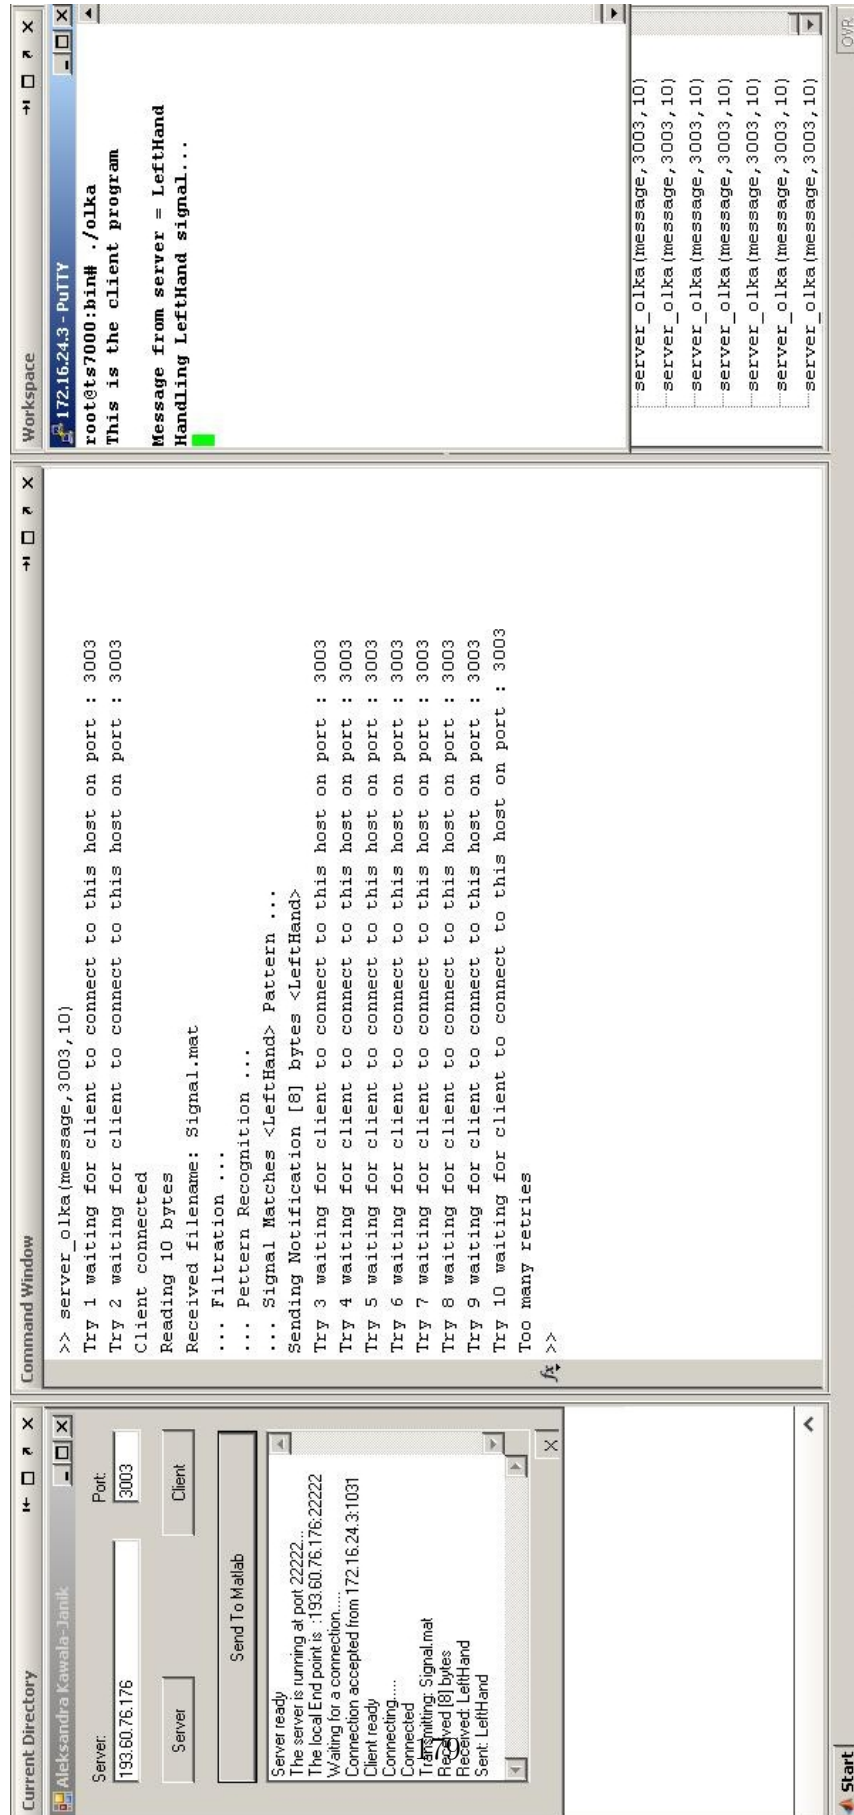 Current Directory
Aleksandra Kawala-Janik
Server:
Port:
193.60.76.176
3003
Server
Client
Send To Matlab
Server ready
The server is running at port 22222...
The local End point is :193.60.76.176:22222
Waiting for a connection.....
Connection accepted from 172.16.24.3:1031
Client ready
Connecting.....
Connected
Transmitting: Signal.mat
Received [8] bytes
Received: LeftHand
Sent: LeftHand
179
Start
Command Window
>> server_olka(message,3003,10)
Try 1 waiting for client to connect to this host on port : 3003
Try 2 waiting for client to connect to this host on port : 3003
Client connected
Reading 10 bytes
Received filename: Signal.mat
... Filtration ...
... Pettern Recognition ...
... Signal Matches <LeftHand> Pattern ...
Sending Notification [8] bytes <LeftHand>
Try 3 waiting for client to connect to this host on port : 3003
Try 4 waiting for client to connect to this host on port : 3003
Try 5 waiting for client to connect to this host on port : 3003
Try 6 waiting for client to connect to this host on port : 3003
Try 7 waiting for client to connect to this host on port : 3003
Try 8 waiting for client to connect to this host on port : 3003
Try 9 waiting for client to connect to this host on port : 3003
Try 10 waiting for client to connect to this host on port : 3003
Too many retries
fx >>
Workspace
172.16.24.3 - PuTTY
root@ts7000:bin# ./olka
This is the client program
Message from server = LeftHand
Handling LeftHand signal...
server_olka(message,3003,10)
server_olka(message,3003,10)
server_olka(message,3003,10)
server_olka(message,3003,10)
server_olka(message,3003,10)
server_olka(message,3003,10)
server_olka(message,3003,10)
OVR